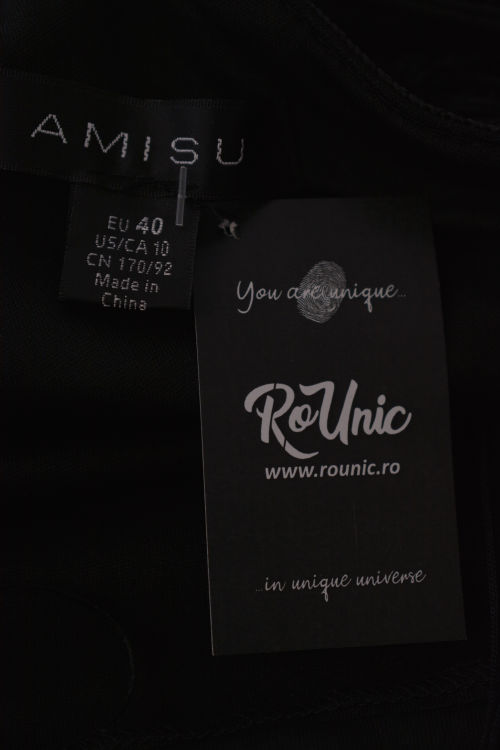 AMISU
EU 40
US/CA 10
CN 170/92
Made in
China
You are unique...
RoUnic
www.rounic.ro
...in unique universe